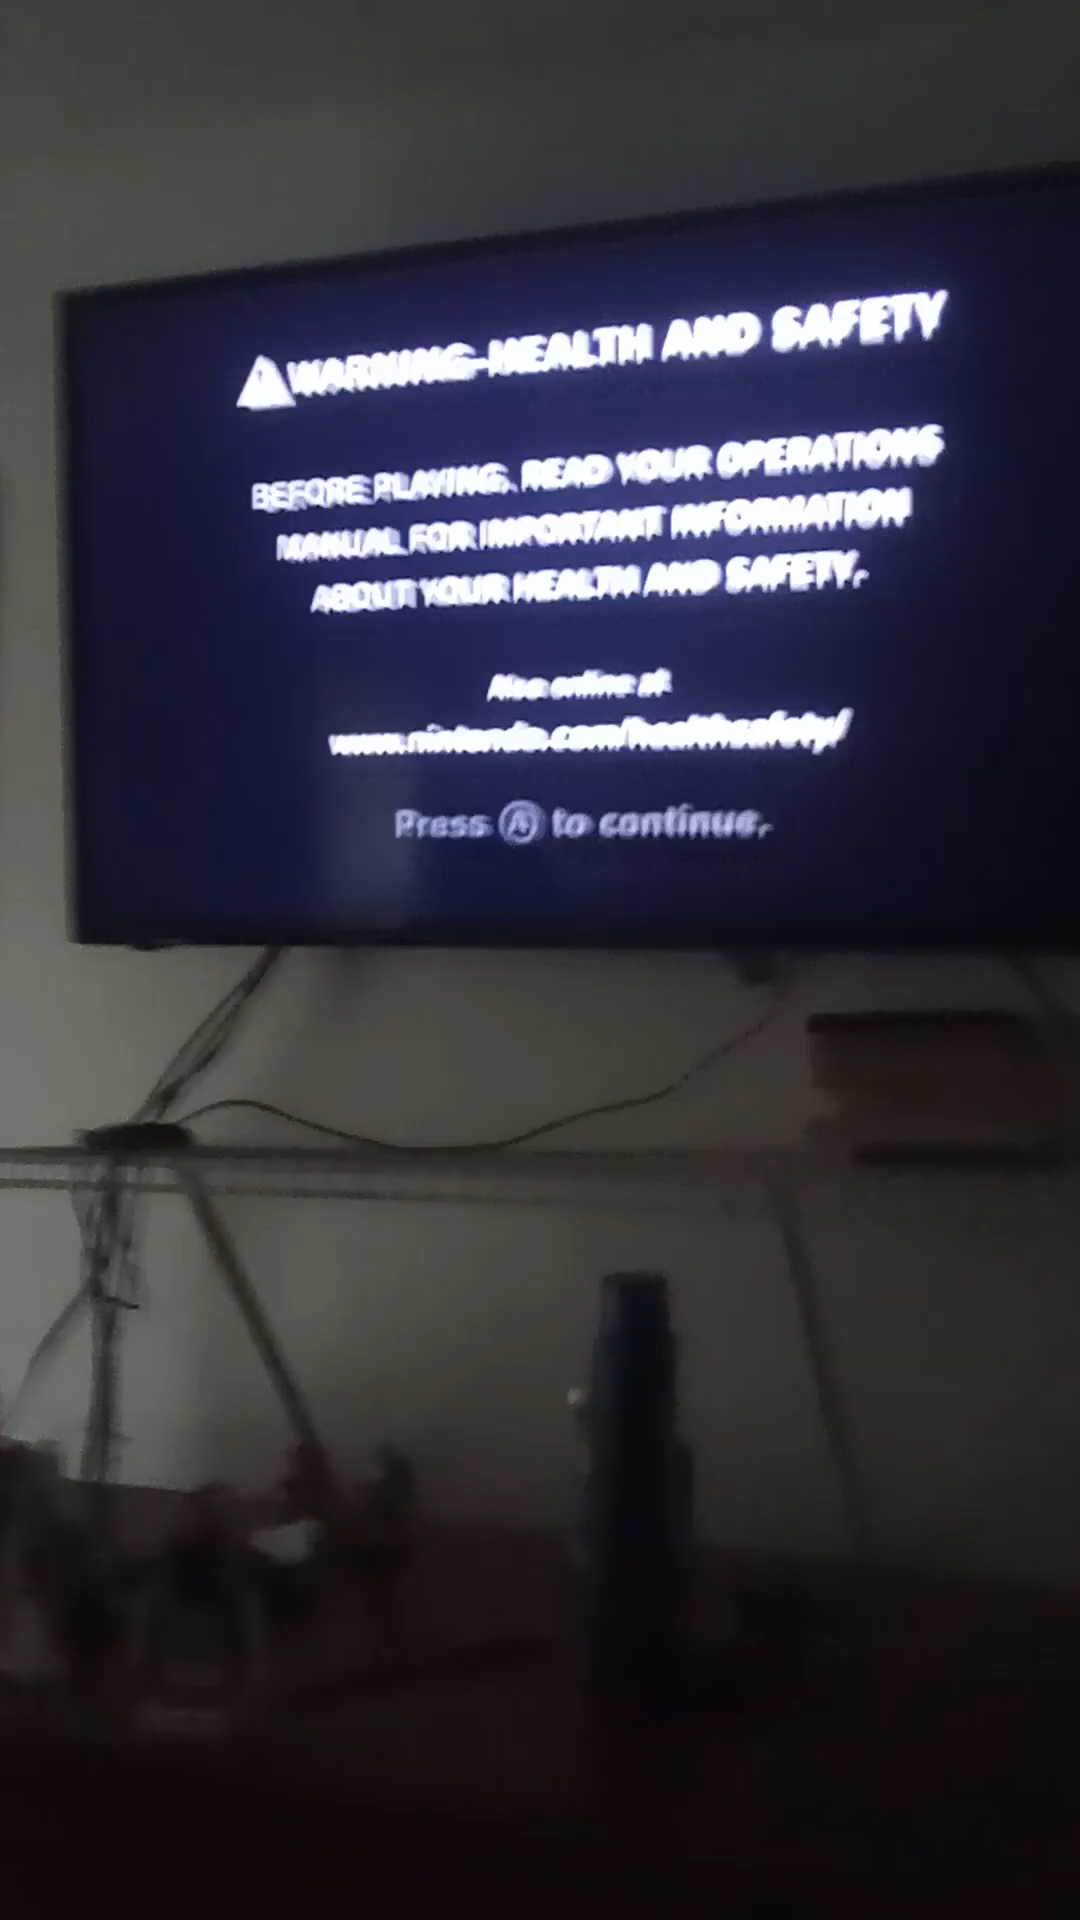 WARNING-HEALTH AND SAFETY
BEFORE PLAYING, READ YOUR OPERATIONS
MANUAL FOR IMPORTANT INFORMATION
ABOUT YOUR HEALTH AND SAFETY.
Also online at
www.nintendo.com/healthsafety/
Press A to continue.